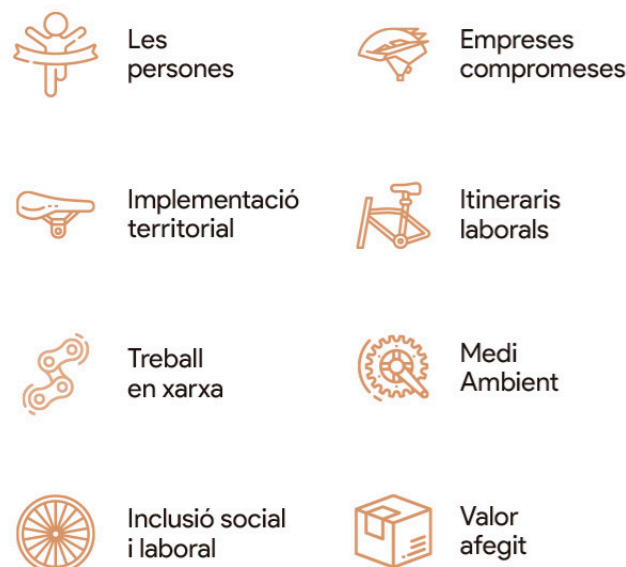 Les
persones
Empreses
compromeses
Implementació
territorial
Itineraris
laborals
Treball
en xarxa
Medi
Ambient
Inclusió social
i laboral
Valor
afegit